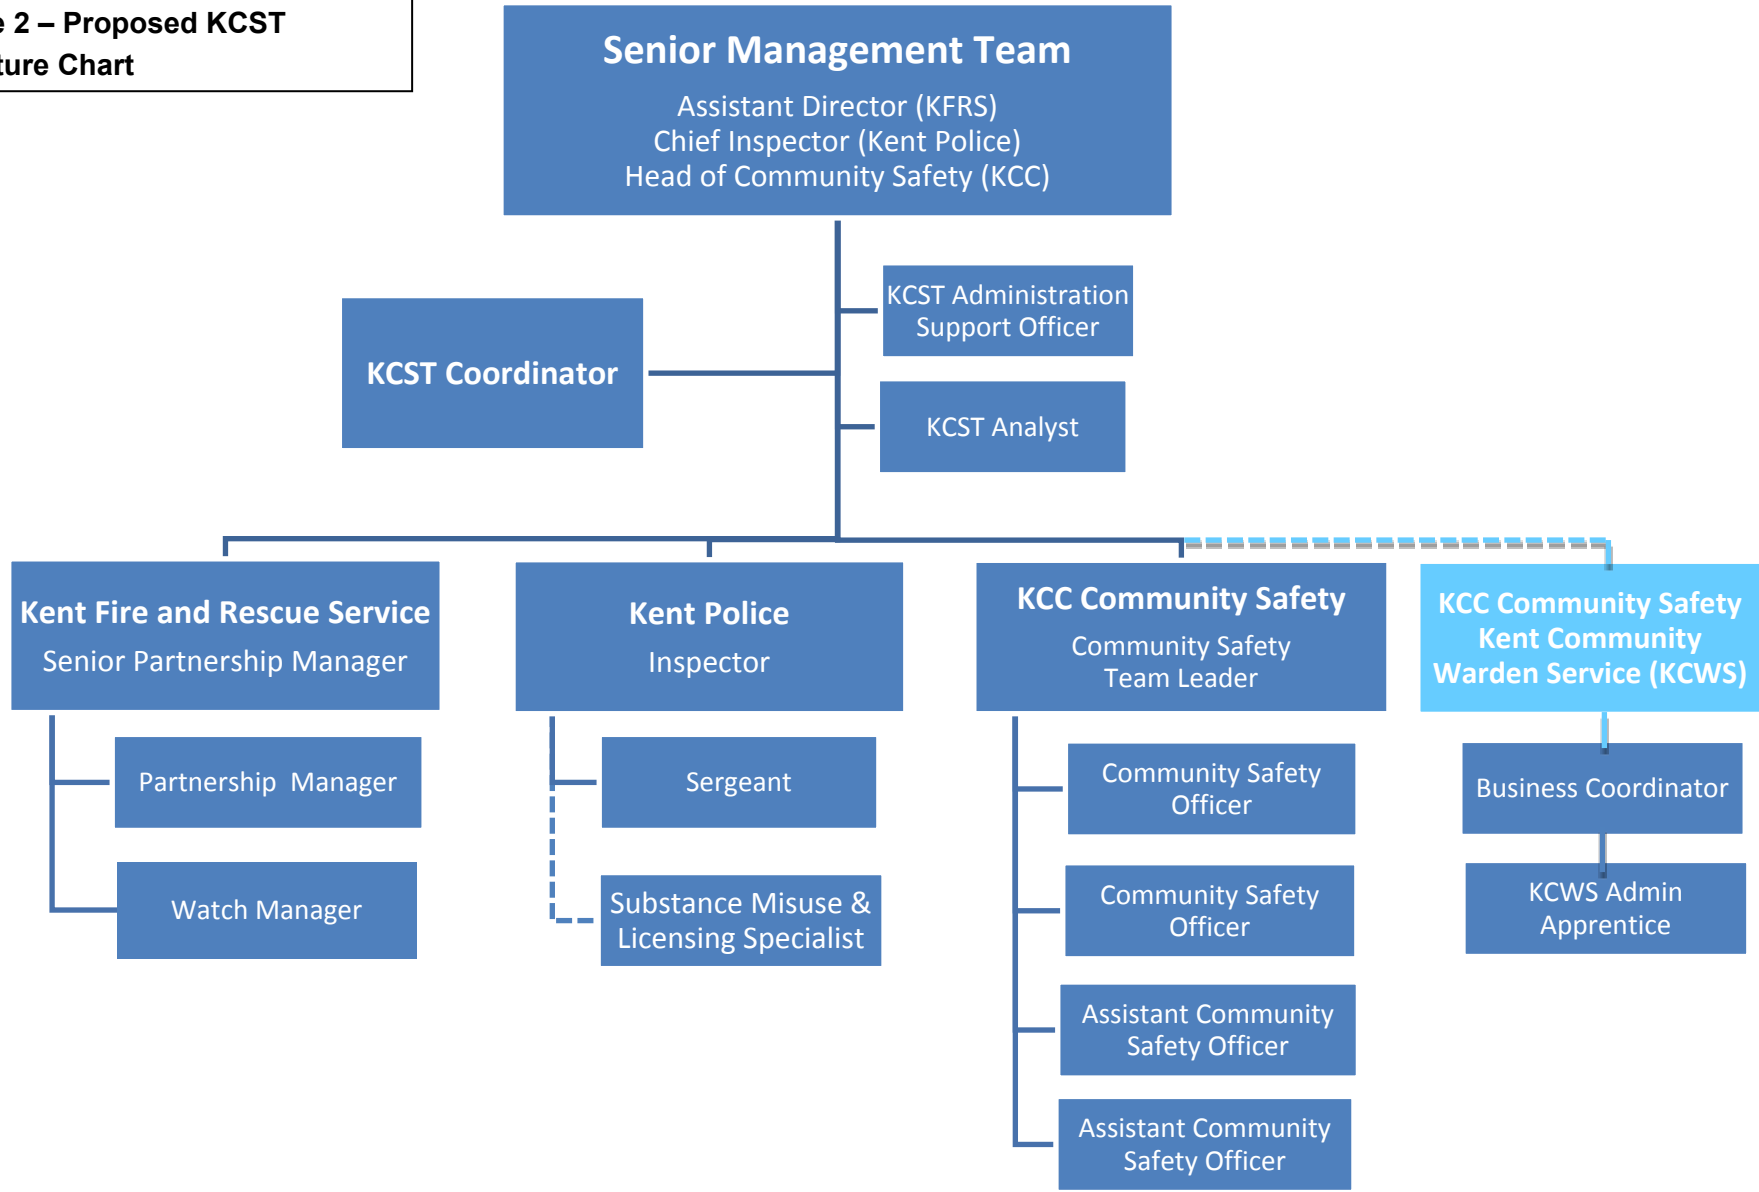 2 – Proposed KCST
Chart
Senior Management Team
Assistant Director (KFRS)
Chief Inspector (Kent Police)
Head of Community Safety (KCC)
KCST Administration
Support Officer
KCST Coordinator
KCST Analyst
Kent Fire and Rescue Service
Senior Partnership Manager
Partnership Manager
Watch Manager
Kent Police
Inspector
Sergeant
Substance Misuse &
Licensing Specialist
KCC Community Safety
Community Safety
Team Leader
Community Safety
Officer
Community Safety
Officer
Assistant Community
Safety Officer
Assistant Community
Safety Officer
KCC Community Safety
Kent Community
Warden Service (KCWS)
Business Coordinator
KCWS Admin
Apprentice